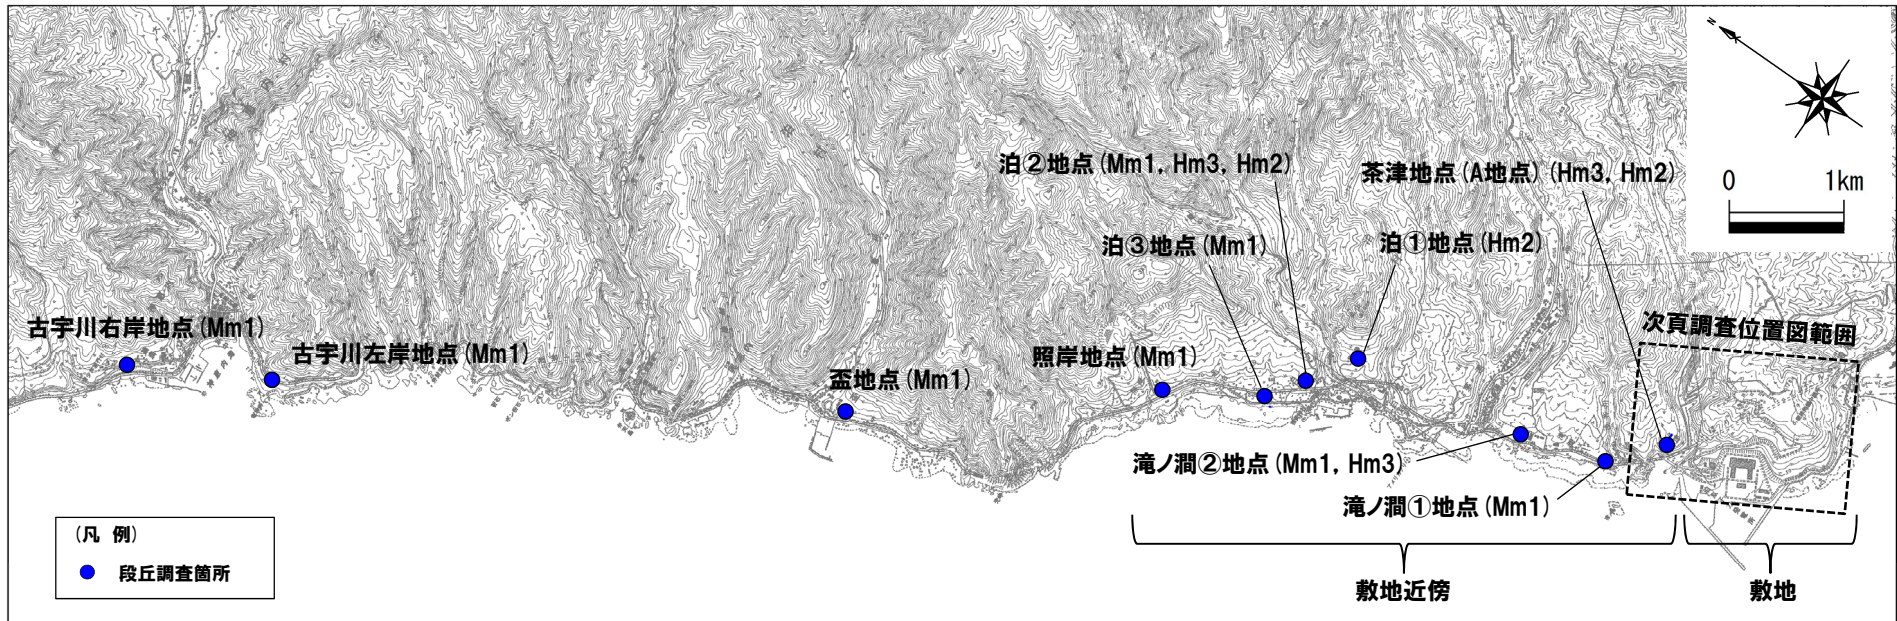 N
0 1km
泊②地点(Mm1, Hm3, Hm2)
茶津地点(A地点)(Hm3, Hm2)
泊③地点(Mm1)
泊①地点(Hm2)
古宇川右岸地点(Mm1)
古宇川左岸地点(Mm1)
盃地点(Mm1)
照岸地点(Mm1)
次頁調査位置図範囲
滝ノ澗②地点(Mm1, Hm3)
滝ノ澗①地点(Mm1)
(凡 例)
段丘調査箇所
敷地近傍
敷地